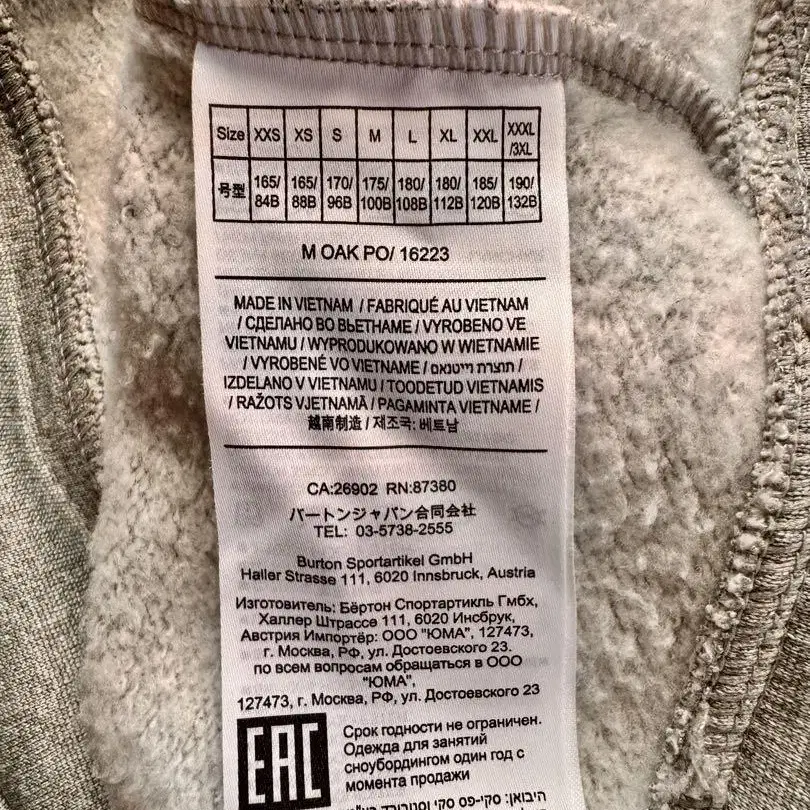 Size XXS XS S M L XL XXL XXXL /3XL
号型 165/ 84B 165/ 88B 170/ 96B 175/ 100B 180/ 108B 180/ 112B 185/ 120B 190/ 132B
M OAK PO/ 16223
MADE IN VIETNAM / FABRIQUÉ AU VIETNAM
/ СДЕЛАНО ВО ВЬЕТНАМЕ / VYROBENO VE
VIETNAMU / WYPRODUKOWANO W WIETNAMIE
/ VYROBENÉ VO VIETNAME / תוצרת וייטנאם
IZDELANO V VIETNAMU / TOODETUD VIETNAMIS
/ RAŽOTS VJETNAMĀ / PAGAMINTA VIETNAME /
越南制造 / 제조국: 베트남
CA:26902 RN:87380
バートンジャパン合同会社
TEL: 03-5738-2555
Burton Sportartikel GmbH
Haller Strasse 111, 6020 Innsbruck, Austria
Изготовитель: Бёртон Спортартикль Гмбх,
Халлер Штрассе 111, 6020 Инсбрук,
Австрия Импортёр: ООО "ЮМА", 127473,
г. Москва, РФ, ул. Достоевского 23.
по всем вопросам обращаться в ООО
"ЮМА",
127473, г. Москва, РФ, ул. Достоевского 23
EAC
Срок годности не ограничен.
Одежда для занятий
сноубордингом один год с
момента продажи
היבואן: סקי-פס סקי וסנובורד בע"מ